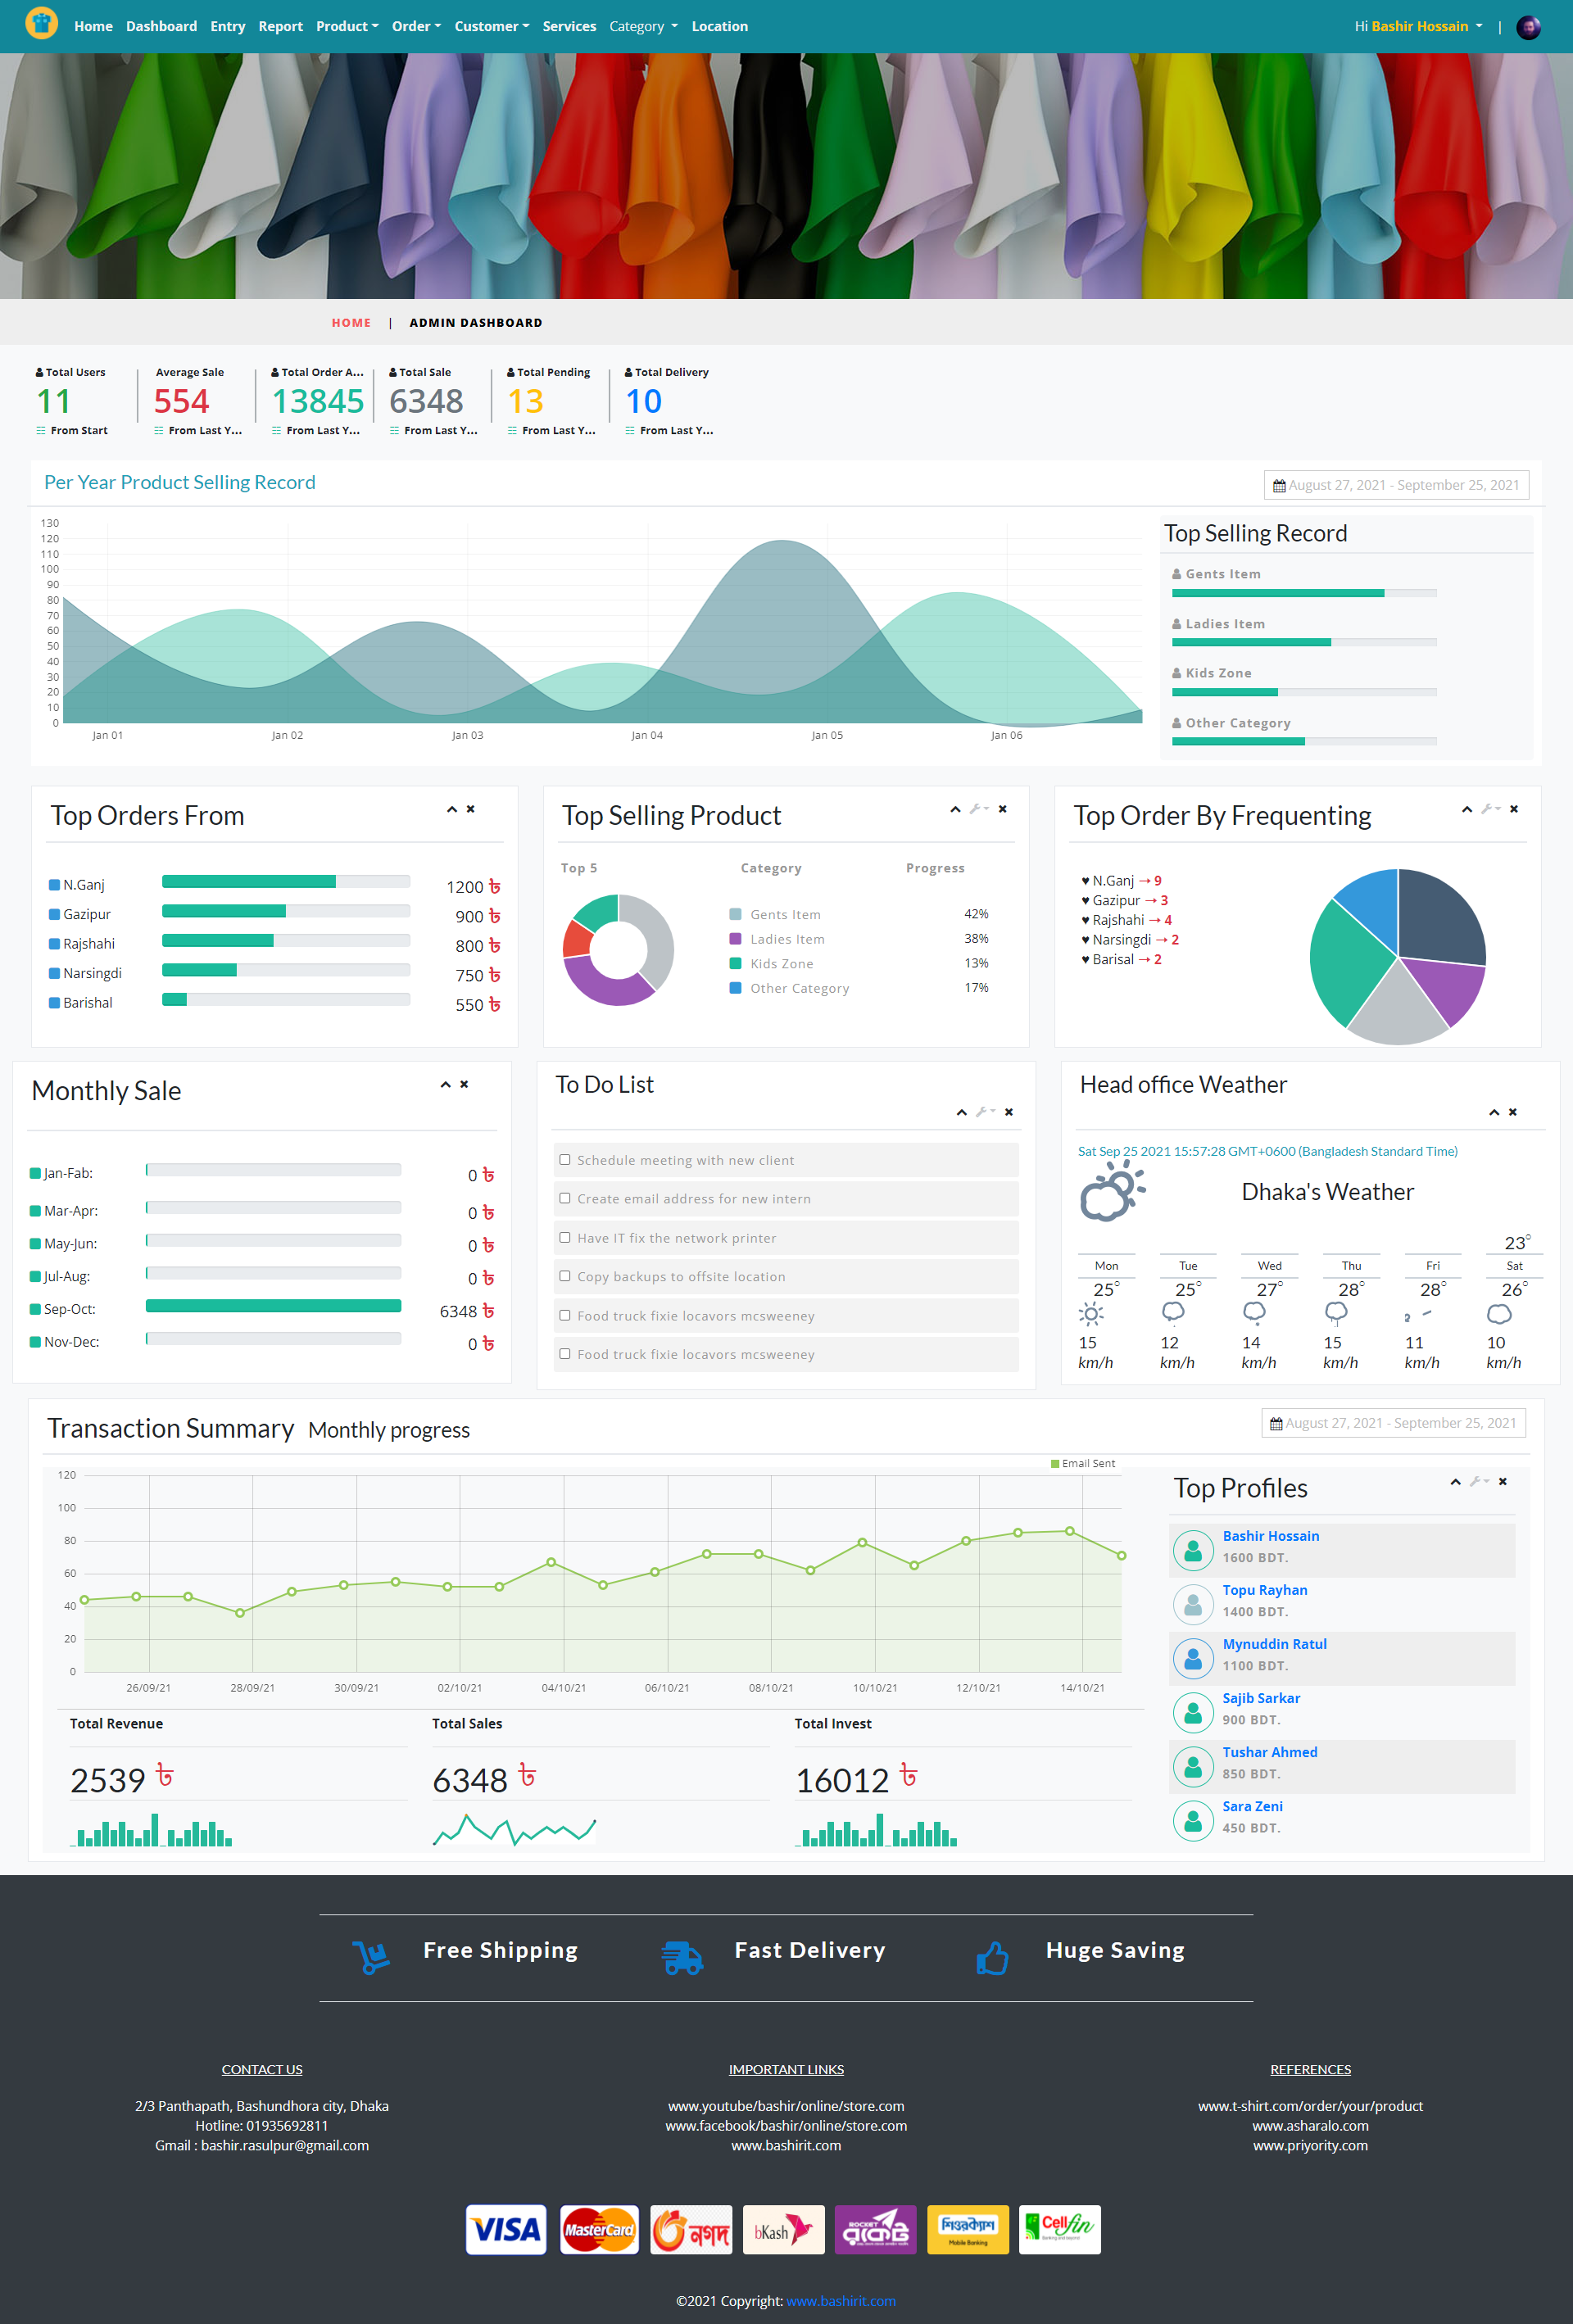 Home Dashboard Entry Report Product Order Customer Services Category Location Hi Bashir Hossain |
HOME | ADMIN DASHBOARD
Total Users
11
From Start
Average Sale
554
From Last Y...
Total Order A...
13845
From Last Y...
Total Sale
6348
From Last Y...
Total Pending
13
From Last Y...
Total Delivery
10
From Last Y...
Per Year Product Selling Record
August 27, 2021 - September 25, 2021
130
120
110
100
90
80
70
60
50
40
30
20
10
0
Jan 01 Jan 02 Jan 03 Jan 04 Jan 05 Jan 06
Top Selling Record
Gents Item
Ladies Item
Kids Zone
Other Category
Top Orders From
N.Ganj 1200 ৳
Gazipur 900 ৳
Rajshahi 800 ৳
Narsingdi 750 ৳
Barishal 550 ৳
Top Selling Product
Top 5 Category Progress
Gents Item 42%
Ladies Item 38%
Kids Zone 13%
Other Category 17%
Top Order By Frequenting
♥ N.Ganj → 9
♥ Gazipur → 3
♥ Rajshahi → 4
♥ Narsingdi → 2
♥ Barisal → 2
Monthly Sale
Jan-Fab: 0 ৳
Mar-Apr: 0 ৳
May-Jun: 0 ৳
Jul-Aug: 0 ৳
Sep-Oct: 6348 ৳
Nov-Dec: 0 ৳
To Do List
Schedule meeting with new client
Create email address for new intern
Have IT fix the network printer
Copy backups to offsite location
Food truck fixie locavors mcsweeney
Food truck fixie locavors mcsweeney
Head office Weather
Sat Sep 25 2021 15:57:28 GMT+0600 (Bangladesh Standard Time)
Dhaka's Weather
23°
Mon Tue Wed Thu Fri Sat
25° 25° 27° 28° 28° 26°
15 12 14 15 11 10
km/h km/h km/h km/h km/h km/h
Transaction Summary Monthly progress
August 27, 2021 - September 25, 2021
Email Sent
120
100
80
60
40
20
0
26/09/21 28/09/21 30/09/21 02/10/21 04/10/21 06/10/21 08/10/21 10/10/21 12/10/21 14/10/21
Total Revenue
2539 ৳
Total Sales
6348 ৳
Total Invest
16012 ৳
Top Profiles
Bashir Hossain
1600 BDT.
Topu Rayhan
1400 BDT.
Mynuddin Ratul
1100 BDT.
Sajib Sarkar
900 BDT.
Tushar Ahmed
850 BDT.
Sara Zeni
450 BDT.
Free Shipping Fast Delivery Huge Saving
CONTACT US
2/3 Panthapath, Bashundhora city, Dhaka
Hotline: 01935692811
Gmail : bashir.rasulpur@gmail.com
IMPORTANT LINKS
www.youtube/bashir/online/store.com
www.facebook/bashir/online/store.com
www.bashirit.com
REFERENCES
www.t-shirt.com/order/your/product
www.asharalo.com
www.priyority.com
VISA
MasterCard
নগদ
bKash
ROCKET
রকেট
শিওরক্যাশ
Mobile Banking
Cellfin
©2021 Copyright: www.bashirit.com